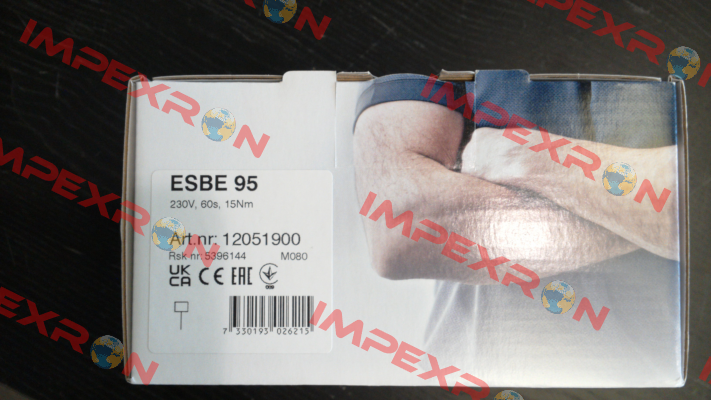 IMPEXRON
ESBE 95
230V, 60s, 15Nm
Art.nr: 12051900
Rsk nr: 5396144 M080
UK
CA CE EAC
7 330193 026215
IMPEXRON
IMPEXRON
IMPEXRON
IMPEXRON
IMPEXRON